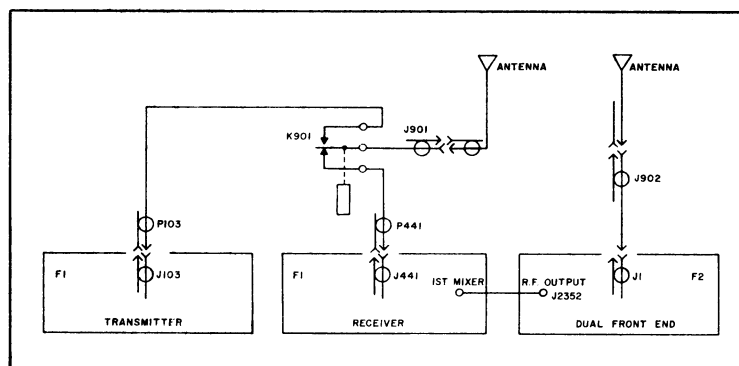 ANTENNA
ANTENNA
K901
J901
J902
P103
P441
F1
J103
F1
J441
1ST MIXER
R.F. OUTPUT
J2352
J1
F2
TRANSMITTER
RECEIVER
DUAL FRONT END